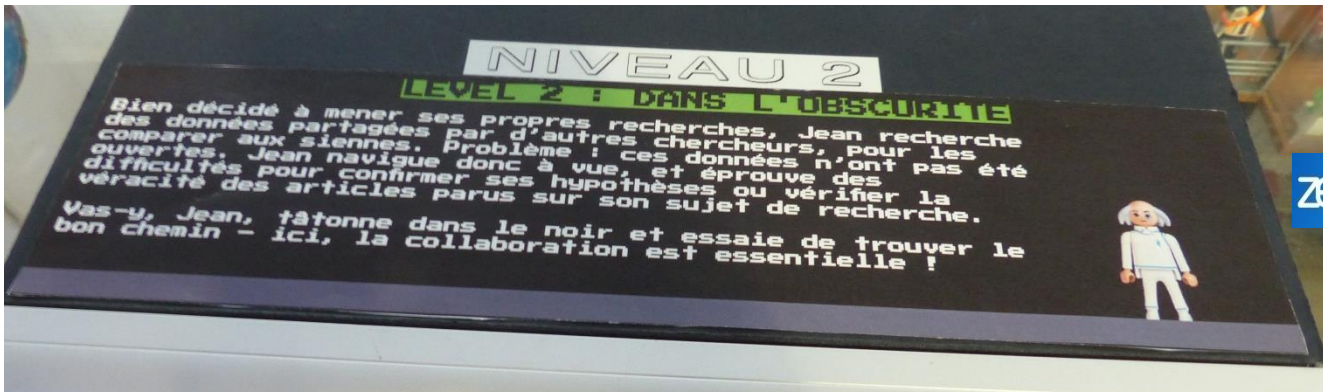 NIVEAU 2
LEVEL 2 : DANS L'OBSCURITE
Bien décidé à mener ses propres recherches, Jean recherche
des données partagées par d'autres chercheurs, pour les
comparer aux siennes. Problème : ces données n'ont pas été
ouvertes. Jean navigue donc à vue, et éprouve des
difficultés pour confirmer ses hypothèses ou vérifier la
véracité des articles parus sur son sujet de recherche.
Vas-y, Jean, tâtonne dans le noir et essaie de trouver le
bon chemin – ici, la collaboration est essentielle !